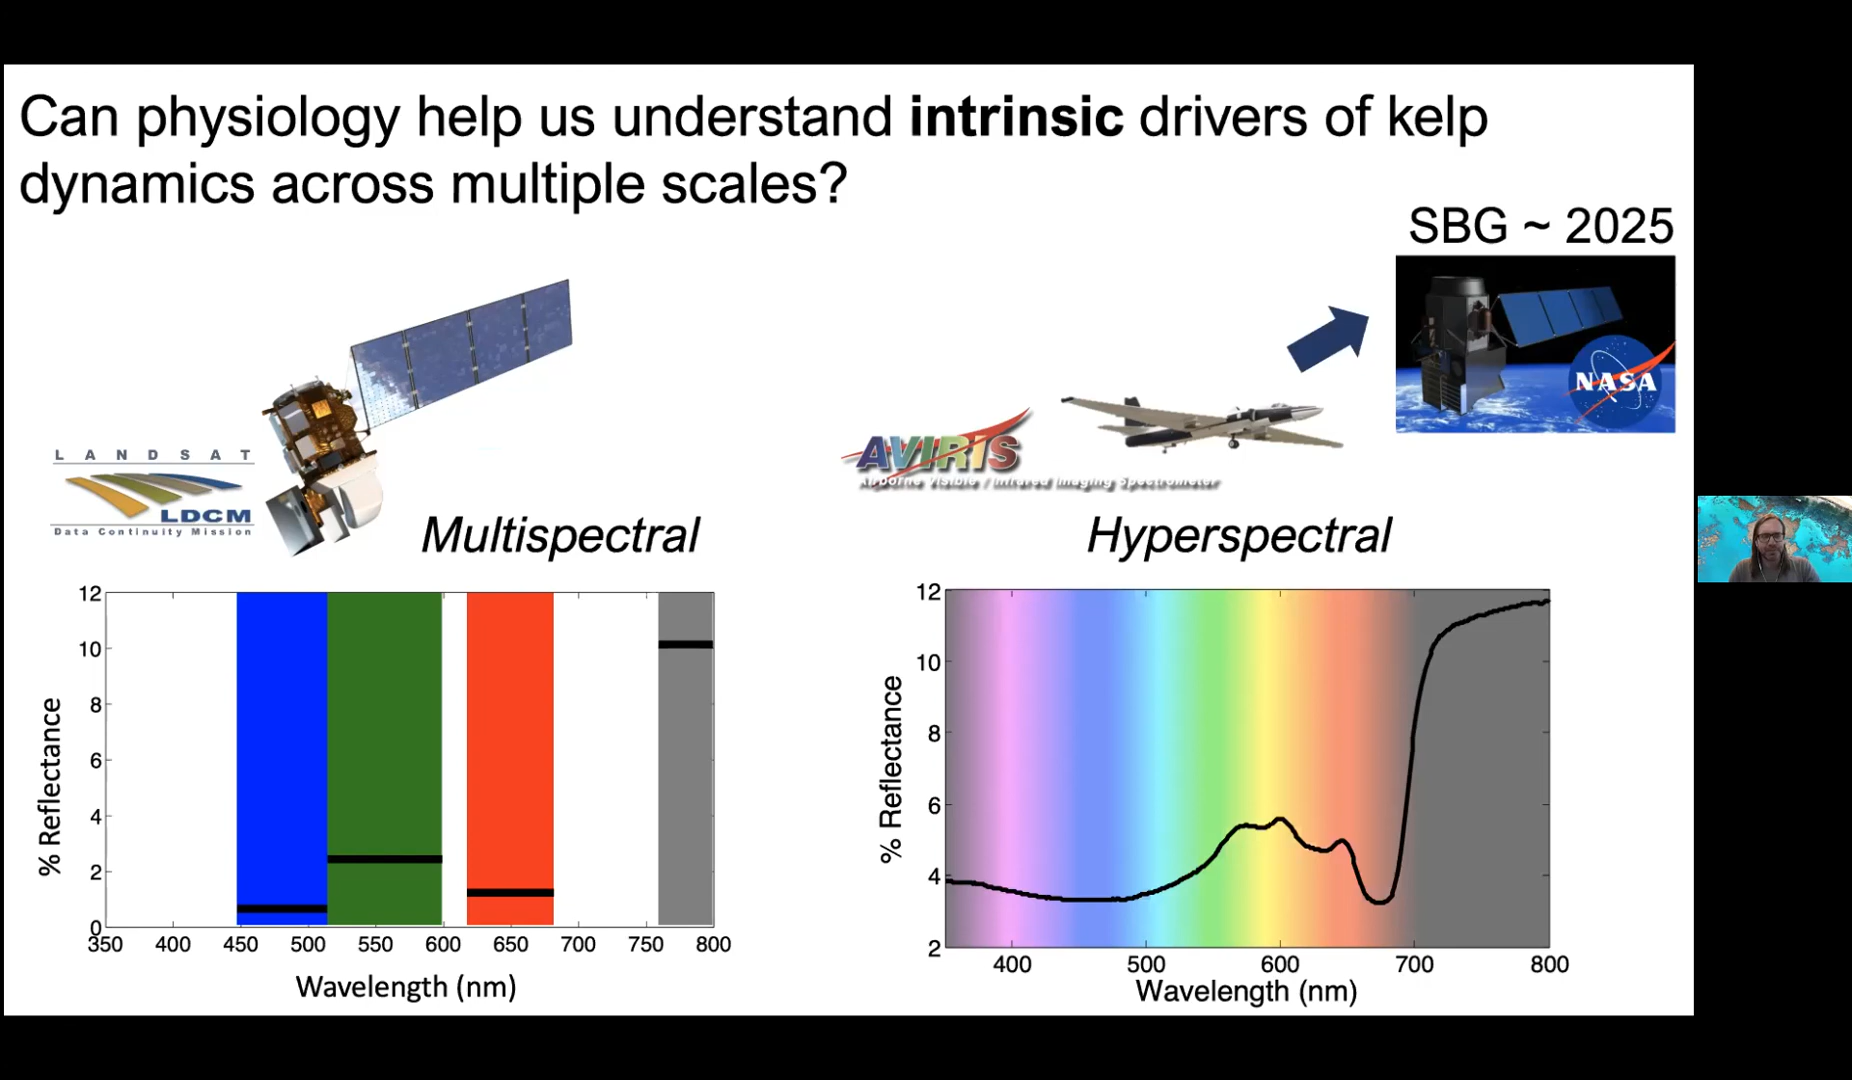 Can physiology help us understand intrinsic drivers of kelp
dynamics across multiple scales?
SBG ~ 2025
NASA
LANDSAT
LDCM
Data Continuity Mission
AVIRIS
Airborne Visible / Infrared Imaging Spectrometer
Multispectral
Hyperspectral
12
10
8
6
4
2
0
% Reflectance
350 400 450 500 550 600 650 700 750 800
Wavelength (nm)
12
10
8
6
4
2
% Reflectance
400 500 600 700 800
Wavelength (nm)